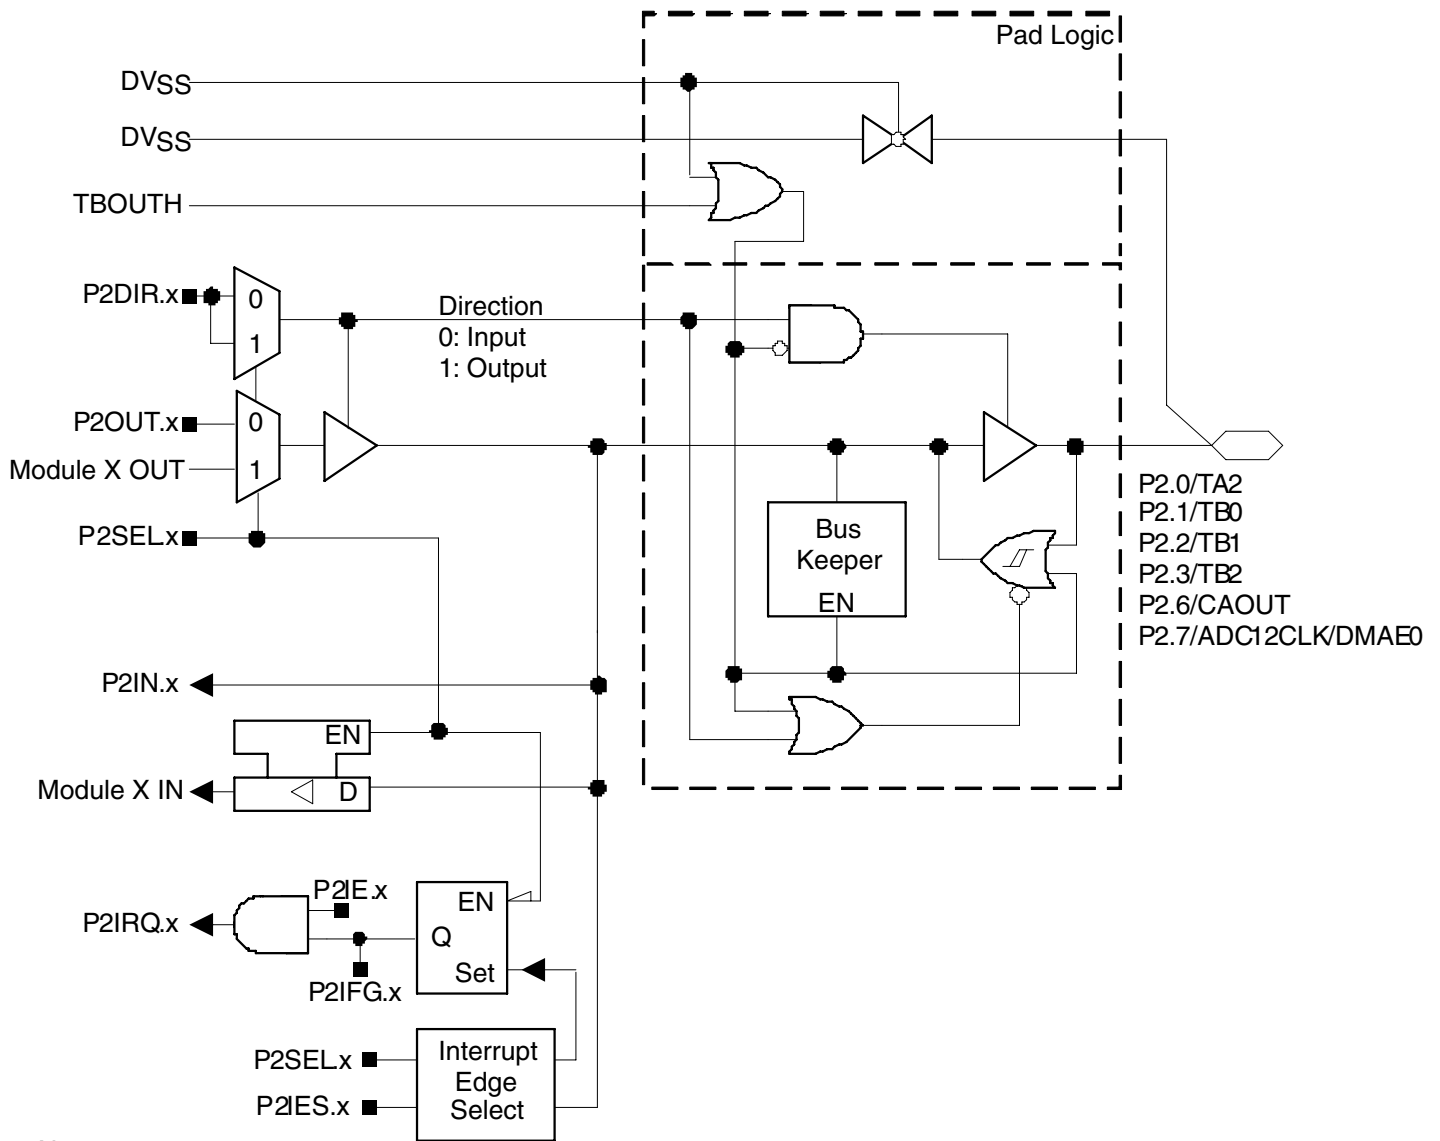 Pad Logic
DVSS
DVSS
TBOUTH
P2DIR.x
0
1
Direction
0: Input
1: Output
P2OUT.x
0
Module X OUT
1
P2SEL.x
Bus
Keeper
EN
P2.0/TA2
P2.1/TB0
P2.2/TB1
P2.3/TB2
P2.6/CAOUT
P2.7/ADC12CLK/DMAE0
P2IN.x
EN
Module X IN
D
P2IE.x
P2IRQ.x
EN
Q
Set
P2IFG.x
P2SEL.x
P2IES.x
Interrupt
Edge
Select